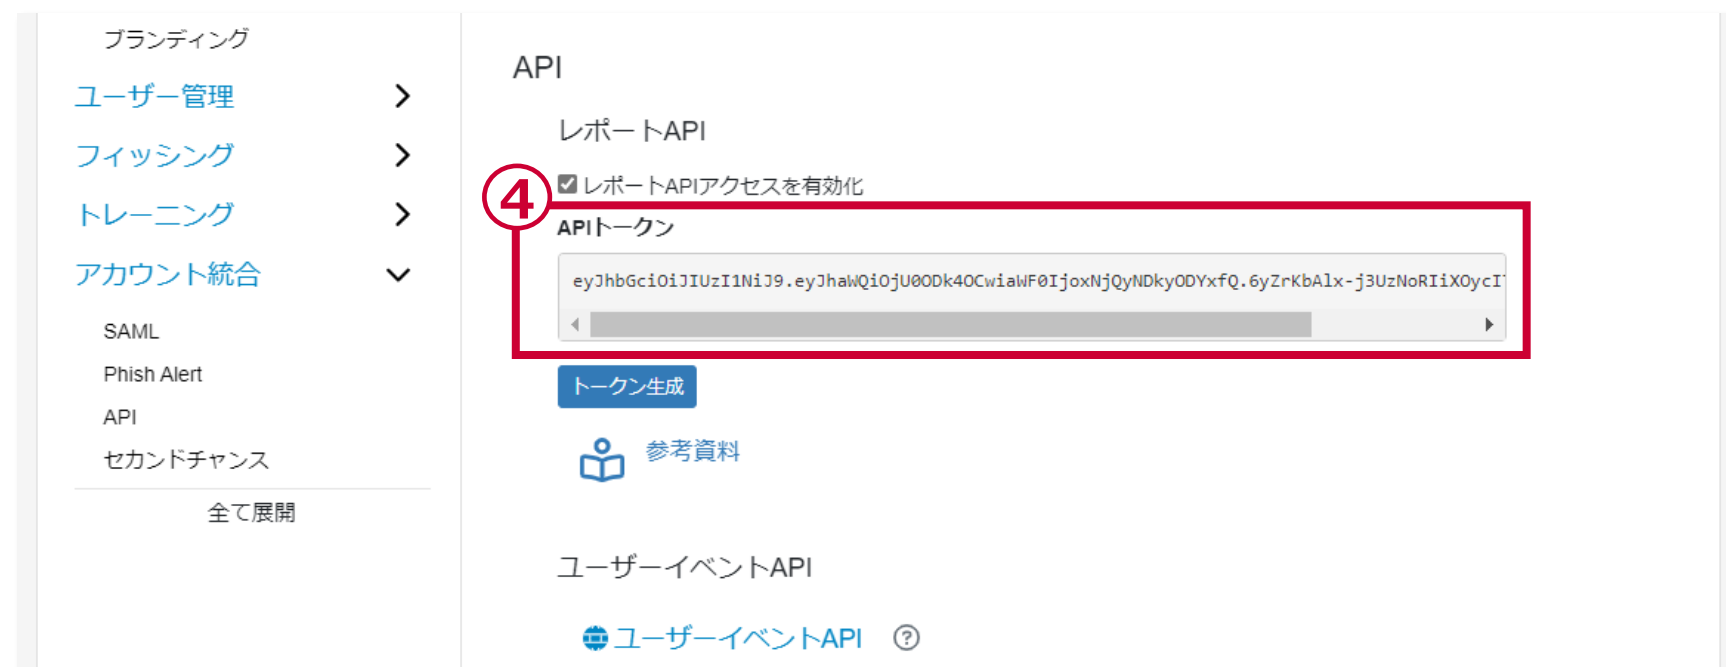 ブランディング
ユーザー管理
フィッシング
トレーニング
アカウント統合
SAML
Phish Alert
API
セカンドチャンス
全て展開
API
レポートAPI
レポートAPIアクセスを有効化
④
APIトークン
eyJhbGciOiJIUzI1NiJ9.eyJhaWQiOjU0ODk4OCwiaWF0IjoxNjQyNDkyODYxfQ.6yZrKbAlx-j3UzNoRIiXOycI
トークン生成
参考資料
ユーザーイベントAPI
ユーザーイベントAPI ?